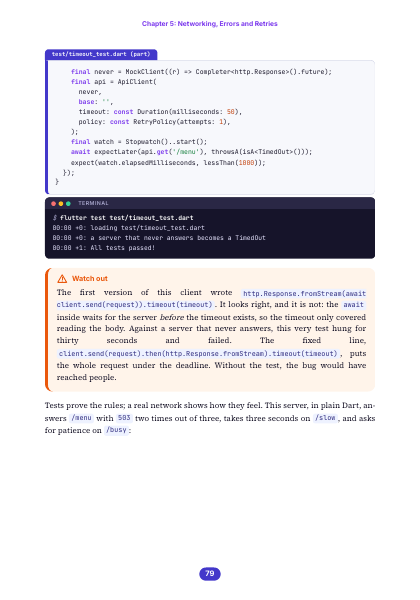 Chapter 5: Networking, Errors and Retries
test/timeout_test.dart (part)
final never = MockClient((r) => Completer<http.Response>().future);
final api = ApiClient(
never,
base: '',
timeout: const Duration(milliseconds: 50),
policy: const RetryPolicy(attempts: 1),
);
final watch = Stopwatch()..start();
await expectLater(api.get('/menu'), throwsA(isA<TimedOut>()));
expect(watch.elapsedMilliseconds, lessThan(1000));
});
}
TERMINAL
$ flutter test test/timeout_test.dart
00:00 +0: loading test/timeout_test.dart
00:00 +0: a server that never answers becomes a TimedOut
00:00 +1: All tests passed!
Watch out
The first version of this client wrote http.Response.fromStream(await
client.send(request)).timeout(timeout). It looks right, and it is not: the await
inside waits for the server before the timeout exists, so the timeout only covered
reading the body. Against a server that never answers, this very test hung for
thirty seconds and failed. The fixed line,
client.send(request).then(http.Response.fromStream).timeout(timeout), puts
the whole request under the deadline. Without the test, the bug would have
reached people.
Tests prove the rules; a real network shows how they feel. This server, in plain Dart, an-
swers /menu with 503 two times out of three, takes three seconds on /slow, and asks
for patience on /busy:
79